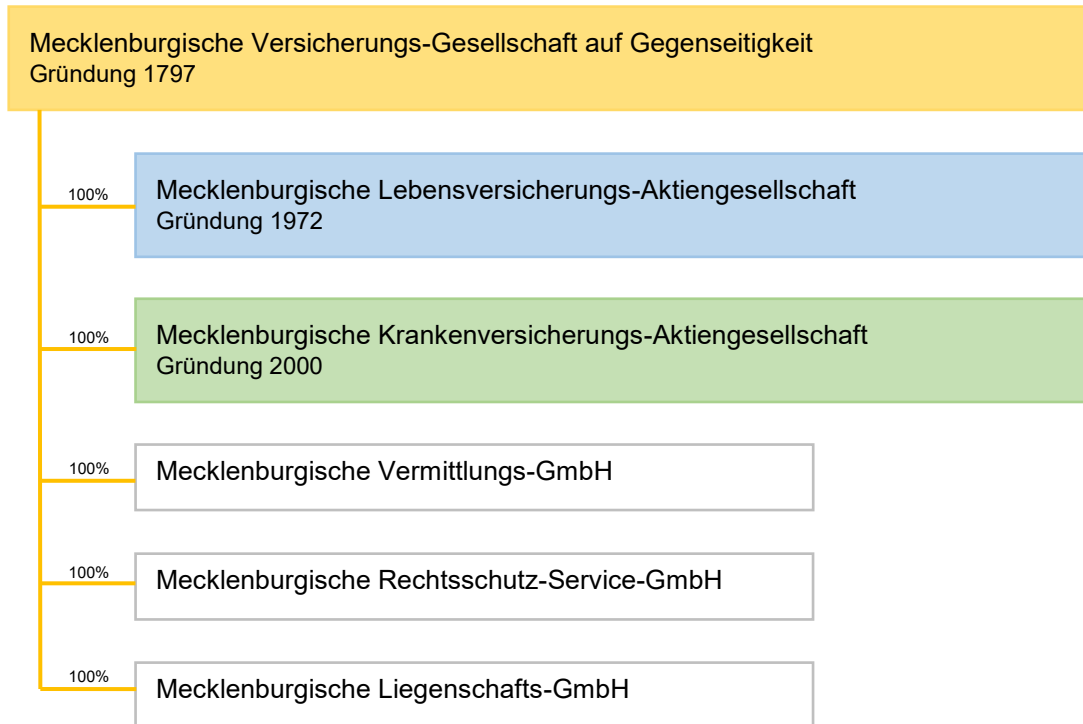 Mecklenburgische Versicherungs-Gesellschaft auf Gegenseitigkeit
Gründung 1797
100%
Mecklenburgische Lebensversicherungs-Aktiengesellschaft
Gründung 1972
100%
Mecklenburgische Krankenversicherungs-Aktiengesellschaft
Gründung 2000
100%
Mecklenburgische Vermittlungs-GmbH
100%
Mecklenburgische Rechtsschutz-Service-GmbH
100%
Mecklenburgische Liegenschafts-GmbH